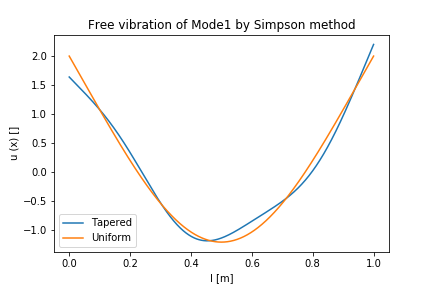 Free vibration of Mode1 by Simpson method
u (x) []
2.0
1.5
1.0
0.5
0.0
−0.5
−1.0
Tapered
Uniform
0.0 0.2 0.4 0.6 0.8 1.0
l [m]